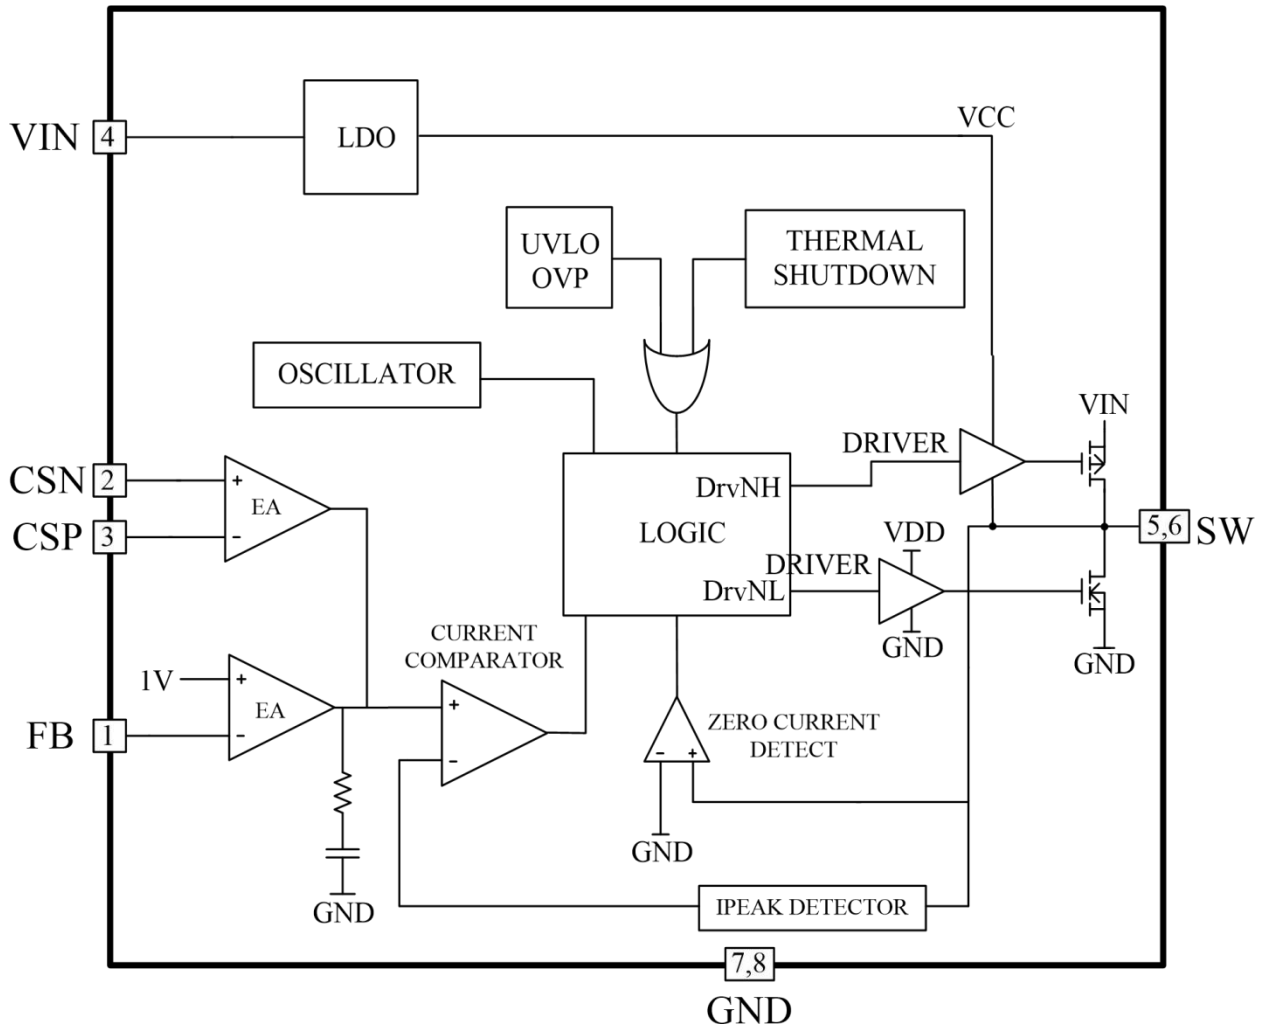 VCC
VIN 4
LDO
UVLO
OVP
THERMAL
SHUTDOWN
OSCILLATOR
VIN
DRIVER
CSN 2
+
EA
CSP 3
-
DrvNH
LOGIC
5,6 SW
VDD
DRIVER
DrvNL
GND
GND
CURRENT
COMPARATOR
1V
+
EA
FB 1
-
+
-
ZERO CURRENT
DETECT
- +
GND
GND
IPEAK DETECTOR
7,8
GND